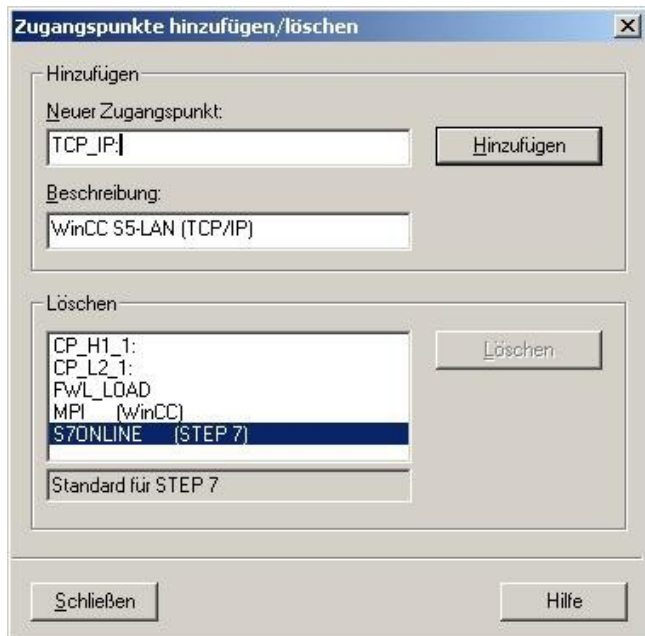 Zugangspunkte hinzufügen/löschen
Hinzufügen
Neuer Zugangspunkt:
TCP_IP:
Hinzufügen
Beschreibung:
WinCC S5-LAN (TCP/IP)
Löschen
CP_H1_1:
CP_L2_1:
FWL_LOAD
MPI (WinCC)
S7ONLINE (STEP 7)
Löschen
Standard für STEP 7
Schließen
Hilfe